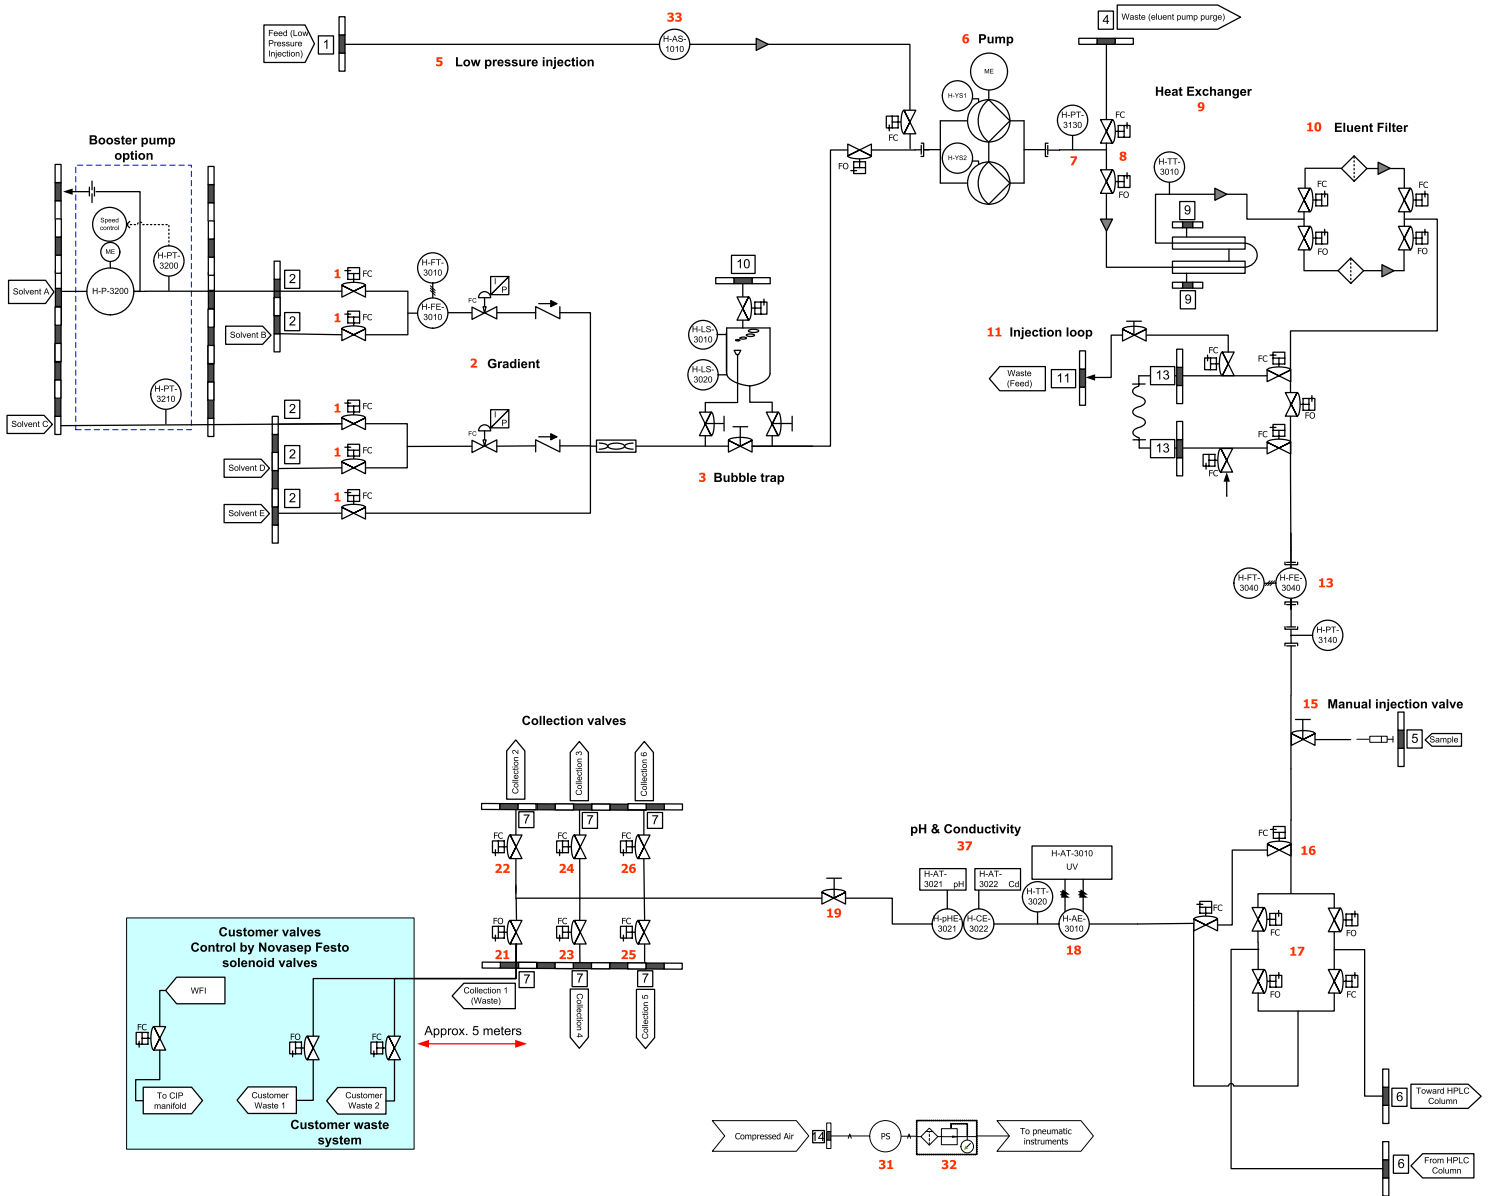 Feed (Low
Pressure
Injection)
1
33
H-AS-
1010
5 Low pressure injection
6 Pump
ME
H-YS1
H-YS2
4
Waste (eluent pump purge)
H-PT-
3130
7
FC
8
FO
Heat Exchanger
9
H-TT-
3010
9
9
10 Eluent Filter
FC
FC
FO
FO
Booster pump
option
Speed
control
ME
H-P-3200
H-PT-
3200
H-PT-
3210
Solvent A
Solvent B
Solvent C
Solvent D
Solvent E
2
2
2
2
2
1
FC
1
FC
1
FC
1
FC
1
FC
H-FT-
3010
H-FE-
3010
FC
I
P
2 Gradient
FC
I
P
10
H-LS-
3010
H-LS-
3020
3 Bubble trap
FO
FC
11 Injection loop
Waste
(Feed)
11
13
13
FC
FC
FO
FC
FC
H-FT-
3040
H-FE-
3040
13
H-PT-
3140
15 Manual injection valve
5
Sample
FC
16
FC
FC
FO
17
FO
FC
6
Toward HPLC
Column
6
From HPLC
Column
pH & Conductivity
37
H-AT-
3021 pH
H-AT-
3022 Cd
H-AT-3010
UV
H-TT-
3020
H-pHE-
3021
H-CE-
3022
H-AE-
3010
18
19
Collection valves
Collection 2
Collection 3
Collection 6
7
7
7
FC
FC
FC
22
24
26
FO
FC
FC
21
23
25
7
7
7
Collection 1
(Waste)
Collection 4
Collection 5
Approx. 5 meters
Customer valves
Control by Novasep Festo
solenoid valves
WFI
FC
FO
FC
To CIP
manifold
Customer
Waste 1
Customer
Waste 2
Customer waste
system
Compressed Air
14
PS
31
32
To pneumatic
instruments